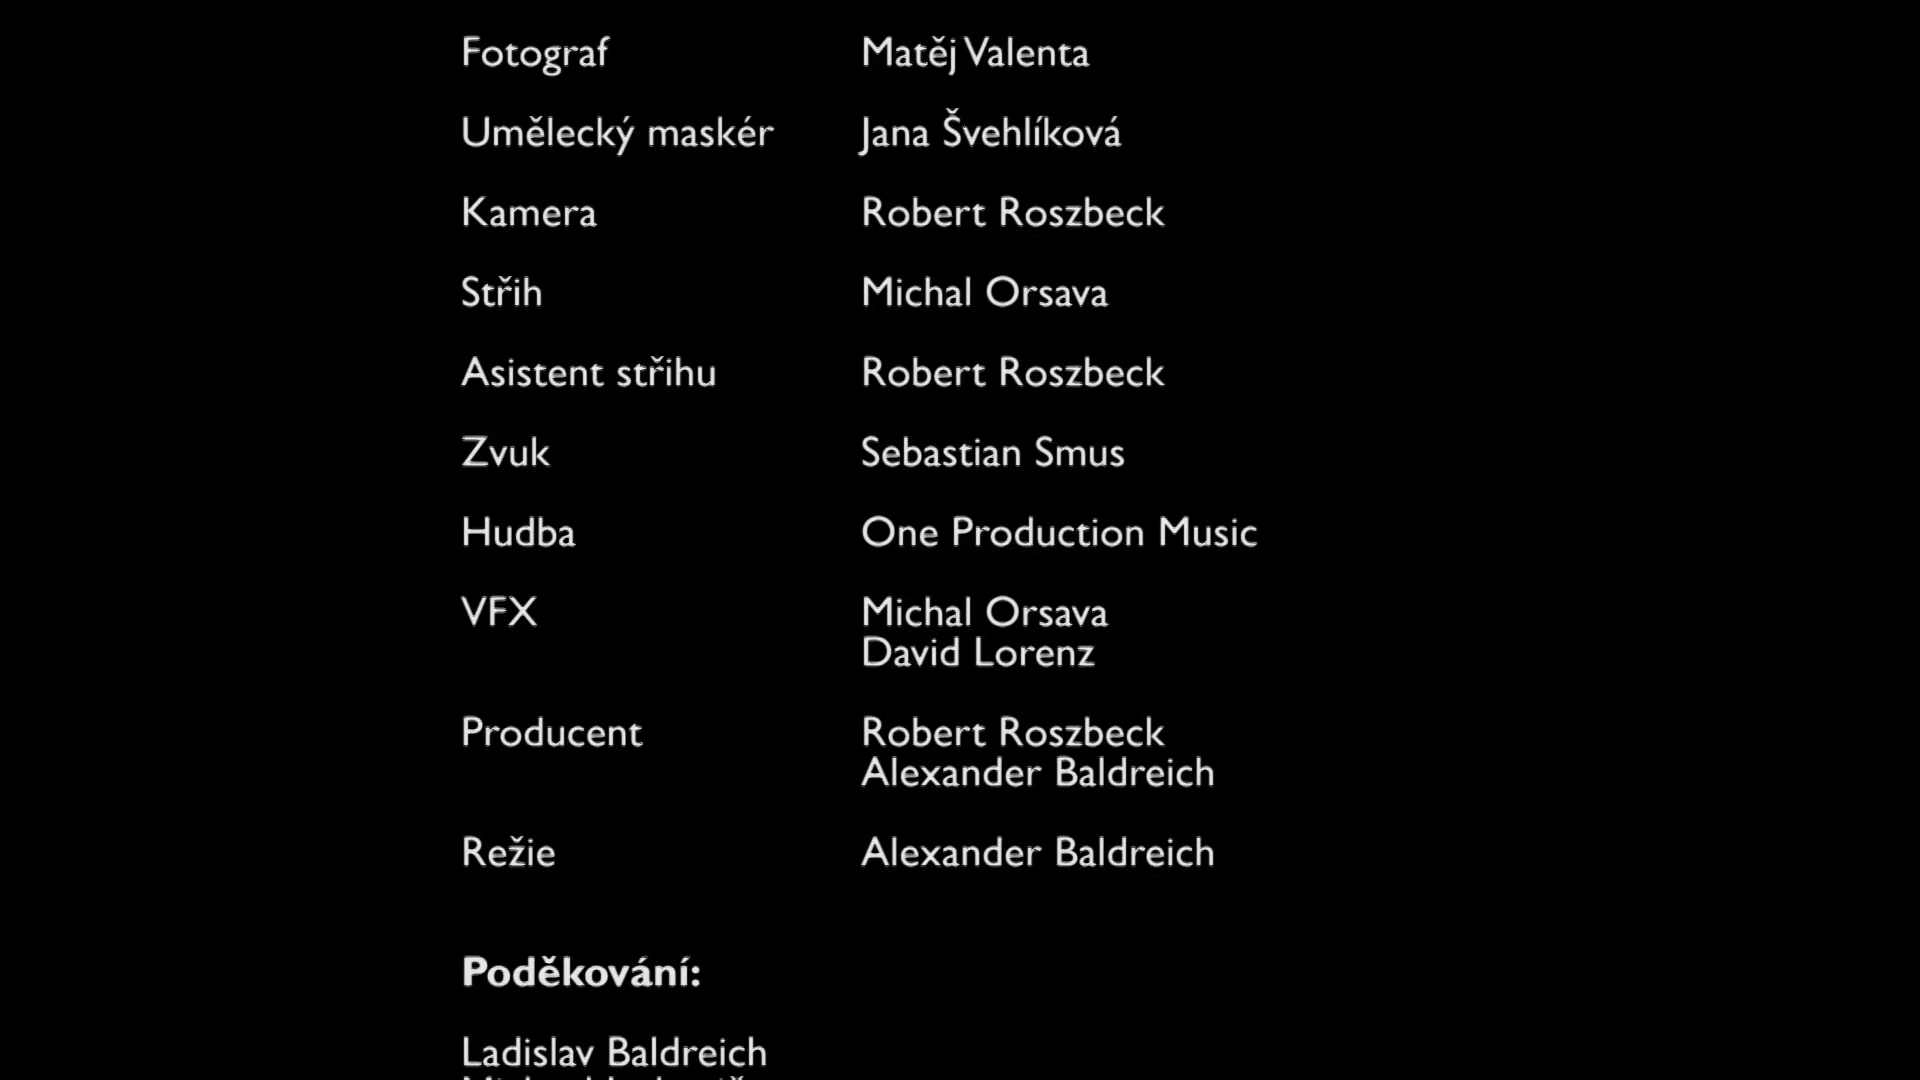 Fotograf Matěj Valenta
Umělecký maskér Jana Švehlíková
Kamera Robert Roszbeck
Střih Michal Orsava
Asistent střihu Robert Roszbeck
Zvuk Sebastian Smus
Hudba One Production Music
VFX Michal Orsava
David Lorenz
Producent Robert Roszbeck
Alexander Baldreich
Režie Alexander Baldreich
Poděkování:
Ladislav Baldreich